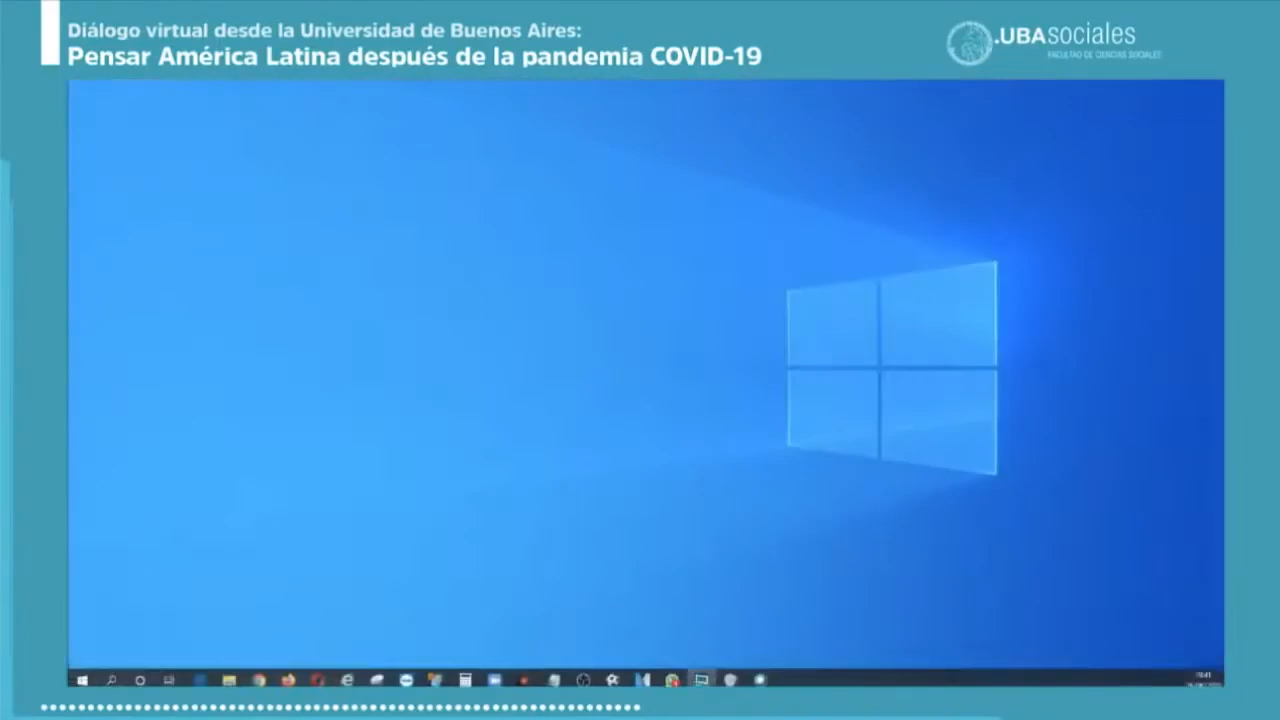 Diálogo virtual desde la Universidad de Buenos Aires:
Pensar América Latina después de la pandemia COVID-19
.UBAsociales
FACULTAD DE CIENCIAS SOCIALES